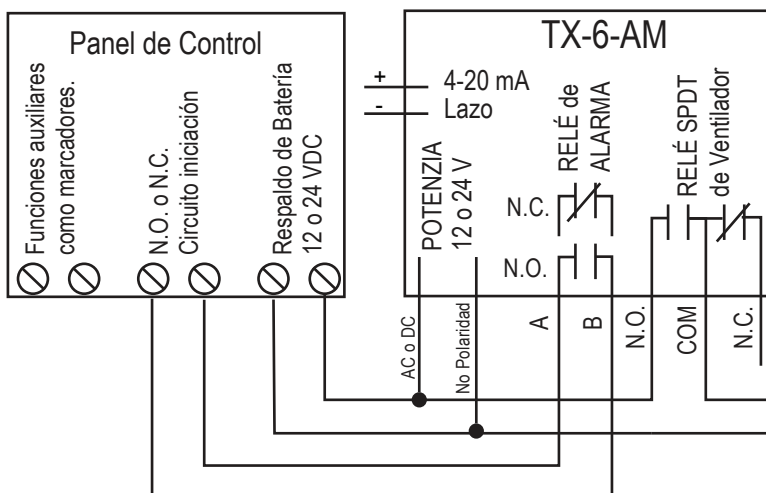 Panel de Control
Funciones auxiliares
como marcadores.
N.O. o N.C.
Circuito iniciación
Respaldo de Batería
12 o 24 VDC
TX-6-AM
+
4-20 mA
-
Lazo
POTENZIA
12 o 24 V
RELÉ de
ALARMA
N.C.
N.O.
RELÉ SPDT
de Ventilador
AC o DC
No Polaridad
A
B
N.O.
COM
N.C.